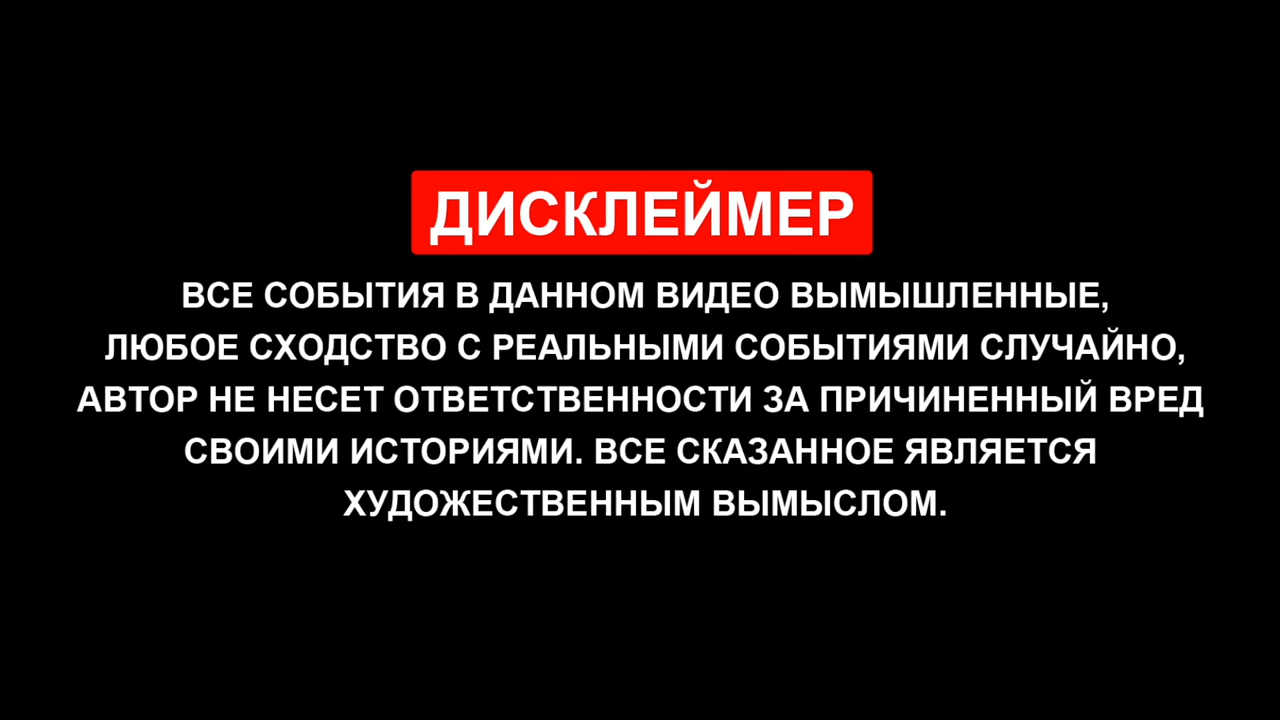 ДИСКЛЕЙМЕР
ВСЕ СОБЫТИЯ В ДАННОМ ВИДЕО ВЫМЫШЛЕННЫЕ,
ЛЮБОЕ СХОДСТВО С РЕАЛЬНЫМИ СОБЫТИЯМИ СЛУЧАЙНО,
АВТОР НЕ НЕСЕТ ОТВЕТСТВЕННОСТИ ЗА ПРИЧИНЕННЫЙ ВРЕД
СВОИМИ ИСТОРИЯМИ. ВСЕ СКАЗАННОЕ ЯВЛЯЕТСЯ
ХУДОЖЕСТВЕННЫМ ВЫМЫСЛОМ.